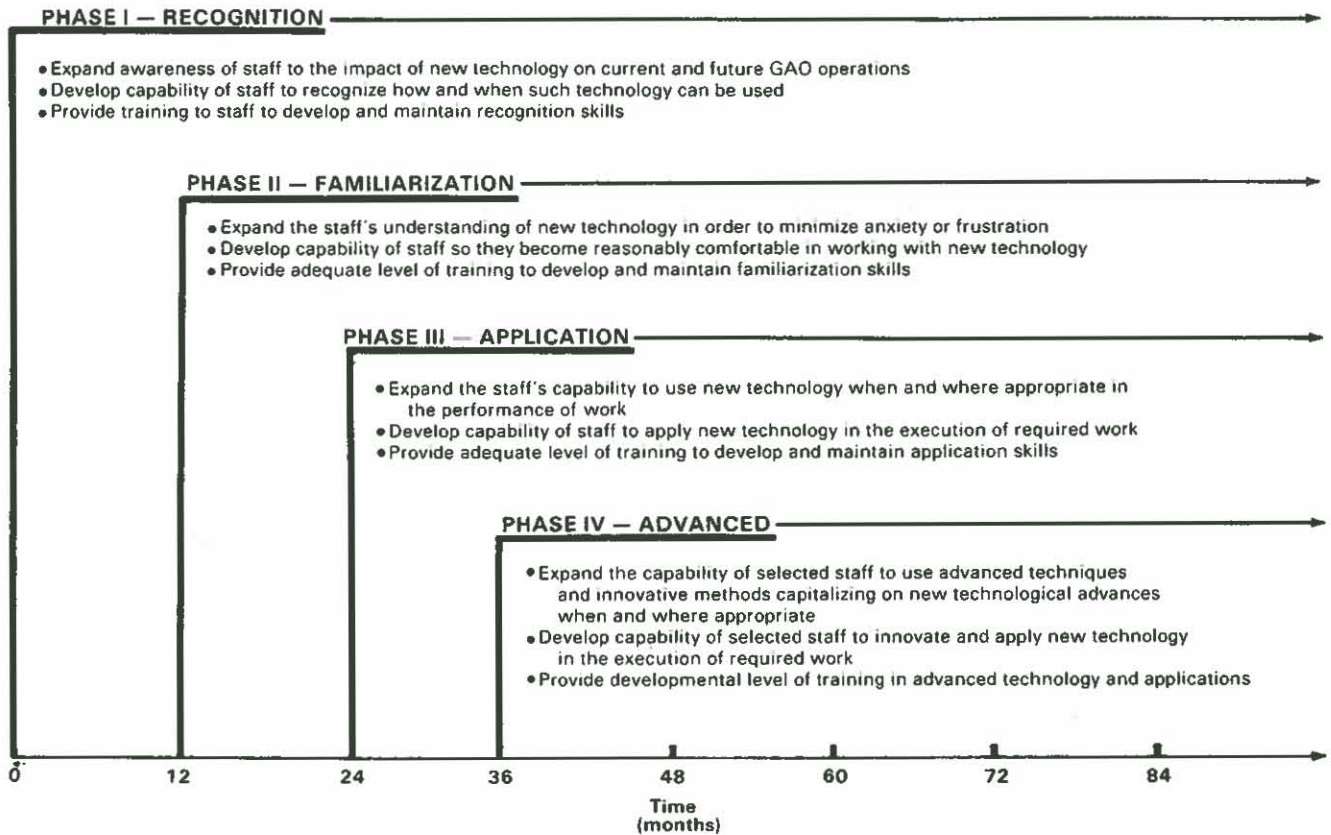 PHASE I — RECOGNITION
• Expand awareness of staff to the impact of new technology on current and future GAO operations
• Develop capability of staff to recognize how and when such technology can be used
• Provide training to staff to develop and maintain recognition skills
PHASE II — FAMILIARIZATION
• Expand the staff's understanding of new technology in order to minimize anxiety or frustration
• Develop capability of staff so they become reasonably comfortable in working with new technology
• Provide adequate level of training to develop and maintain familiarization skills
PHASE III — APPLICATION
• Expand the staff's capability to use new technology when and where appropriate in
the performance of work
• Develop capability of staff to apply new technology in the execution of required work
• Provide adequate level of training to develop and maintain application skills
PHASE IV — ADVANCED
• Expand the capability of selected staff to use advanced techniques
and innovative methods capitalizing on new technological advances
when and where appropriate
• Develop capability of selected staff to innovate and apply new technology
in the execution of required work
• Provide developmental level of training in advanced technology and applications
0 12 24 36 48 60 72 84
Time
(months)